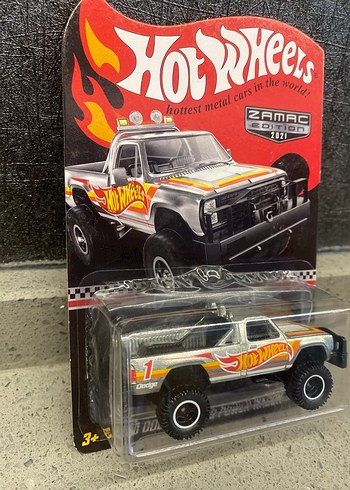 HOT WHEELS
hottest metal cars in the world!
ZAMAC
EDITION
2021
HOT WHEELS
HOT WHEELS
1
Dodge
3+